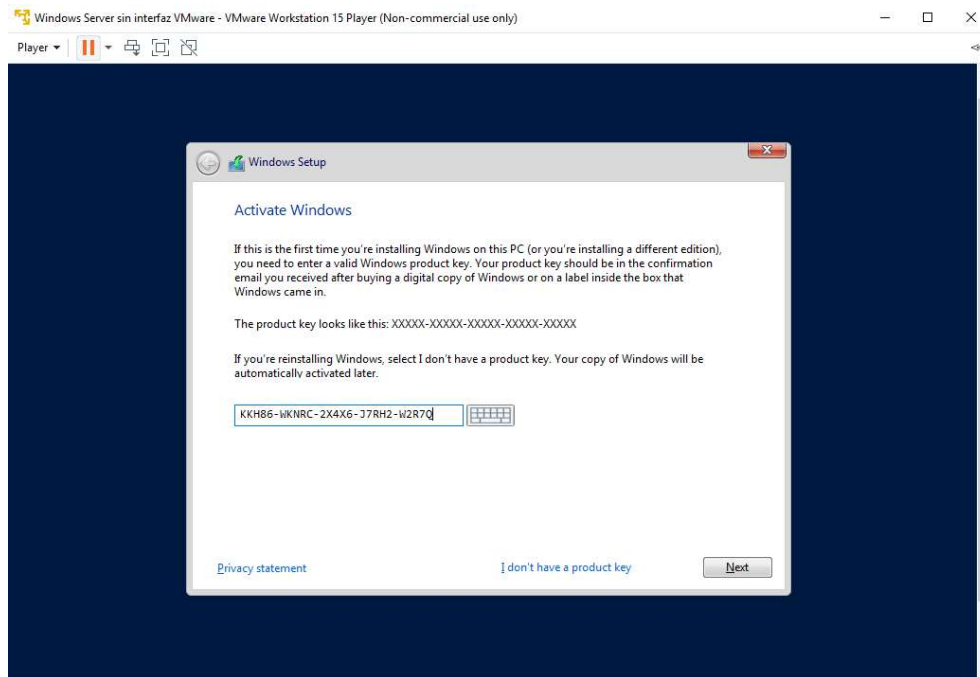 Windows Server sin interfaz VMware - VMware Workstation 15 Player (Non-commercial use only)
Player
Windows Setup
Activate Windows
If this is the first time you're installing Windows on this PC (or you're installing a different edition),
you need to enter a valid Windows product key. Your product key should be in the confirmation
email you received after buying a digital copy of Windows or on a label inside the box that
Windows came in.
The product key looks like this: XXXXX-XXXXX-XXXXX-XXXXX-XXXXX
If you're reinstalling Windows, select I don't have a product key. Your copy of Windows will be
automatically activated later.
KKH86-WKNRC-2X4X6-J7RH2-W2R7Q
Privacy statement
I don't have a product key
Next